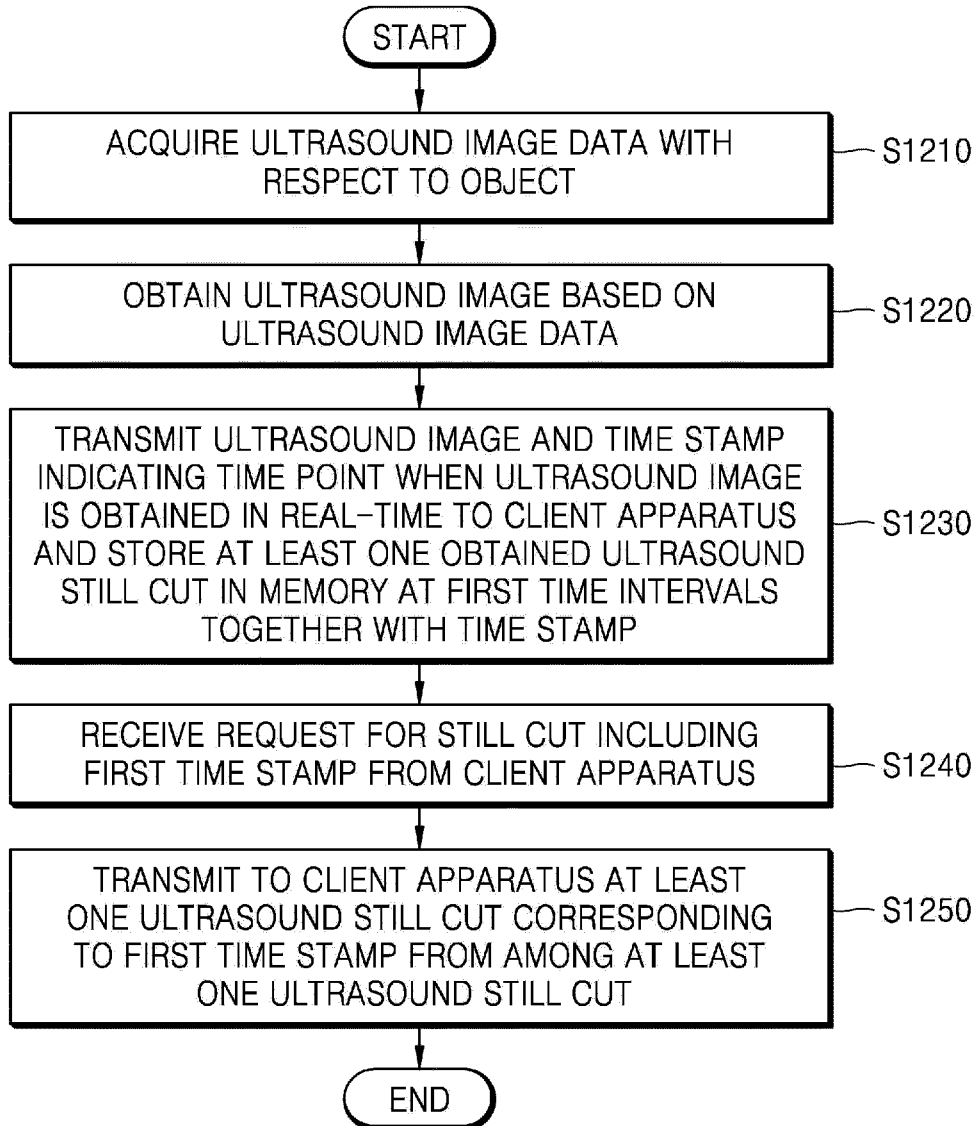 START
ACQUIRE ULTRASOUND IMAGE DATA WITH
RESPECT TO OBJECT
S1210
OBTAIN ULTRASOUND IMAGE BASED ON
ULTRASOUND IMAGE DATA
S1220
TRANSMIT ULTRASOUND IMAGE AND TIME STAMP
INDICATING TIME POINT WHEN ULTRASOUND IMAGE
IS OBTAINED IN REAL-TIME TO CLIENT APPARATUS
AND STORE AT LEAST ONE OBTAINED ULTRASOUND
STILL CUT IN MEMORY AT FIRST TIME INTERVALS
TOGETHER WITH TIME STAMP
S1230
RECEIVE REQUEST FOR STILL CUT INCLUDING
FIRST TIME STAMP FROM CLIENT APPARATUS
S1240
TRANSMIT TO CLIENT APPARATUS AT LEAST
ONE ULTRASOUND STILL CUT CORRESPONDING
TO FIRST TIME STAMP FROM AMONG AT LEAST
ONE ULTRASOUND STILL CUT
S1250
END